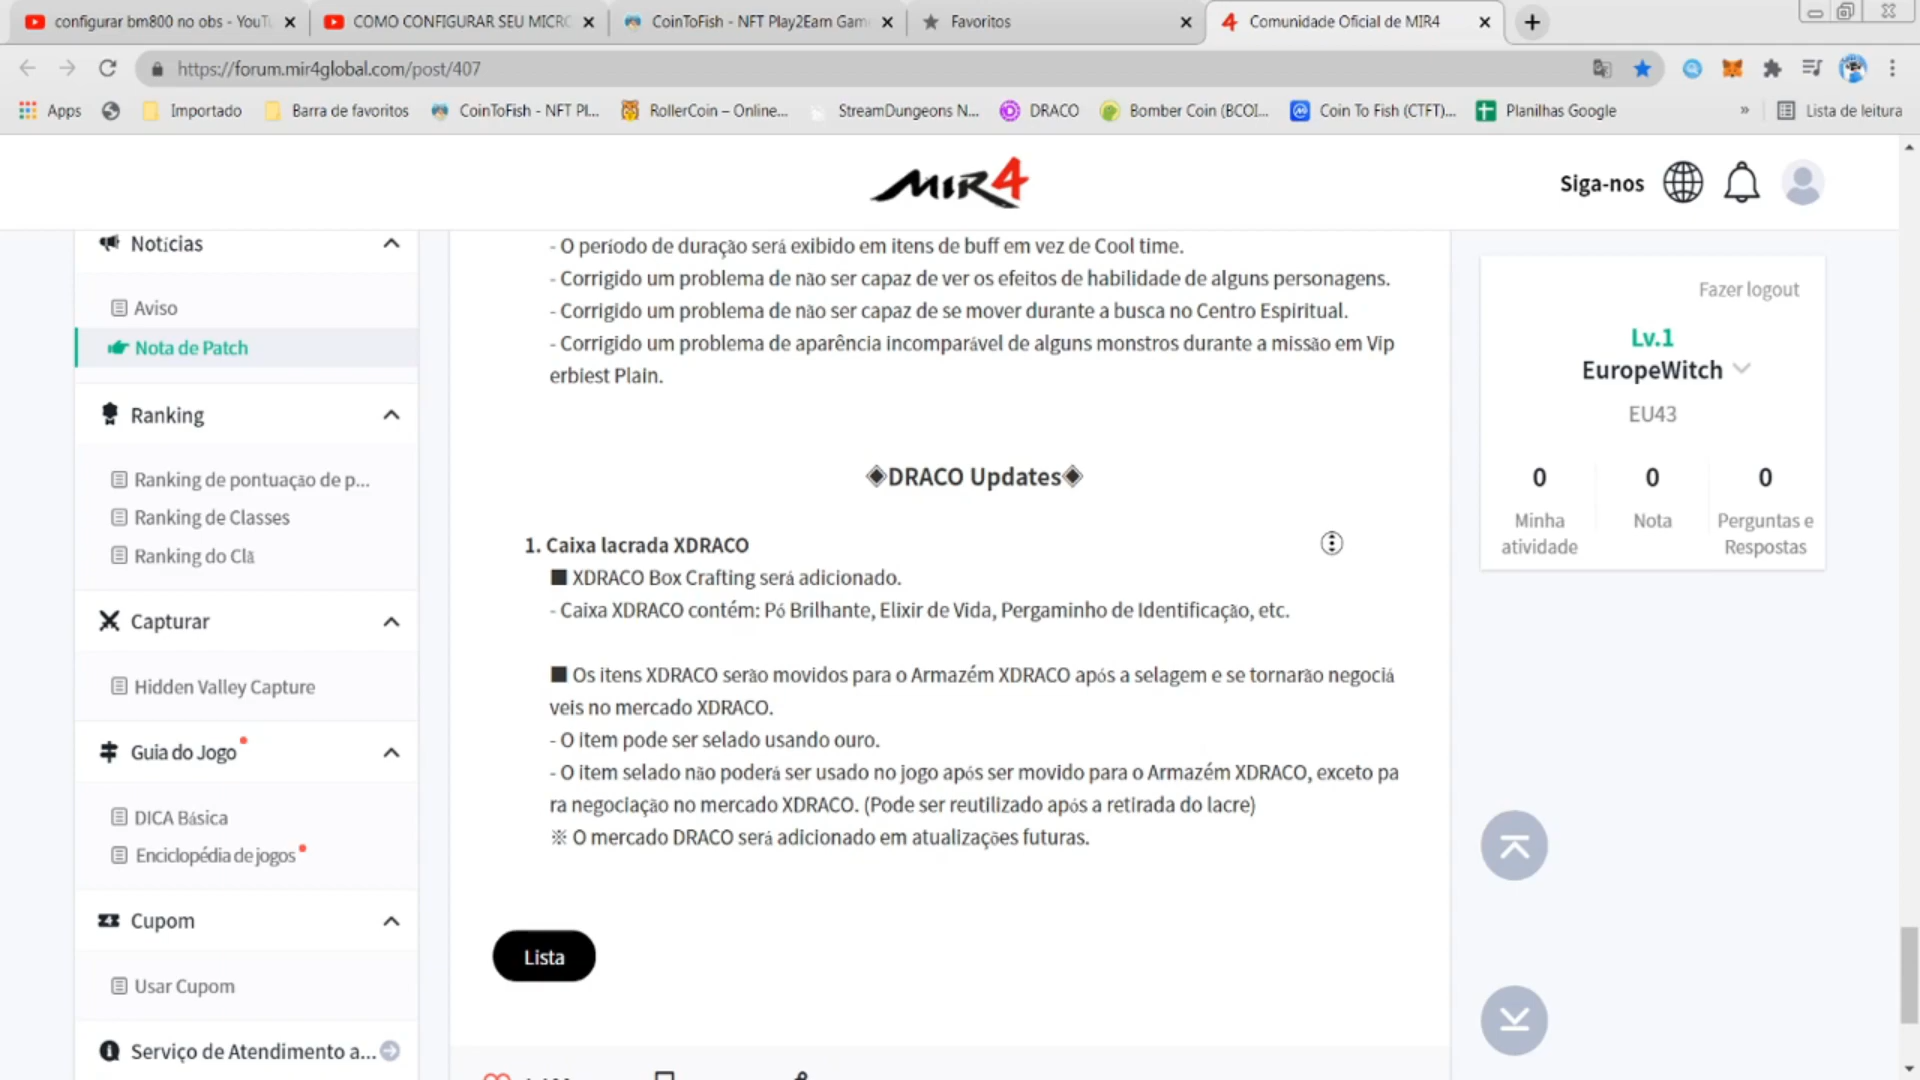 configurar bm800 no obs - YouTu
COMO CONFIGURAR SEU MICRO
CoinToFish - NFT Play2Earn Game
Favoritos
Comunidade Oficial de MIR4
https://forum.mir4global.com/post/407
Apps
Importado
Barra de favoritos
CoinToFish - NFT Pl...
RollerCoin – Online...
StreamDungeons N...
DRACO
Bomber Coin (BCOI...
Coin To Fish (CTFT)...
Planilhas Google
»
Lista de leitura
MIR4
Siga-nos
Notícias
Aviso
Nota de Patch
Ranking
Ranking de pontuação de p...
Ranking de Classes
Ranking do Clã
Capturar
Hidden Valley Capture
Guia do Jogo
DICA Básica
Enciclopédia de jogos
Cupom
Usar Cupom
Serviço de Atendimento a...
- O período de duração será exibido em itens de buff em vez de Cool time.
- Corrigido um problema de não ser capaz de ver os efeitos de habilidade de alguns personagens.
- Corrigido um problema de não ser capaz de se mover durante a busca no Centro Espiritual.
- Corrigido um problema de aparência incomparável de alguns monstros durante a missão em Vip
erbiest Plain.
◈DRACO Updates◈
1. Caixa lacrada XDRACO
■ XDRACO Box Crafting será adicionado.
- Caixa XDRACO contém: Pó Brilhante, Elixir de Vida, Pergaminho de Identificação, etc.
■ Os itens XDRACO serão movidos para o Armazém XDRACO após a selagem e se tornarão negociá
veis no mercado XDRACO.
- O item pode ser selado usando ouro.
- O item selado não poderá ser usado no jogo após ser movido para o Armazém XDRACO, exceto pa
ra negociação no mercado XDRACO. (Pode ser reutilizado após a retirada do lacre)
※ O mercado DRACO será adicionado em atualizações futuras.
Lista
Fazer logout
Lv.1
EuropeWitch
EU43
0 0 0
Minha atividade
Nota
Perguntas e Respostas